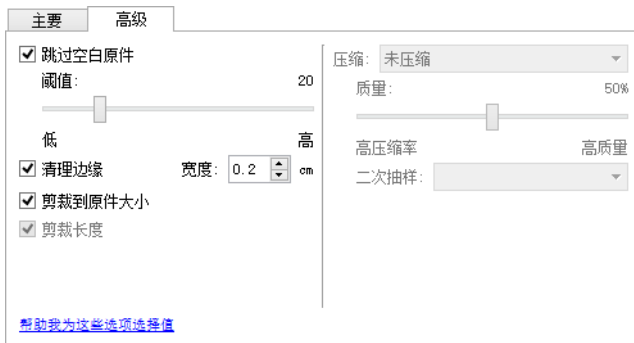 主要 高级
跳过空白原件
阈值: 20
低 高
清理边缘 宽度: 0.2 cm
剪裁到原件大小
剪裁长度
帮助我为这些选项选择值
压缩: 未压缩
质量: 50%
高压缩率 高质量
二次抽样: